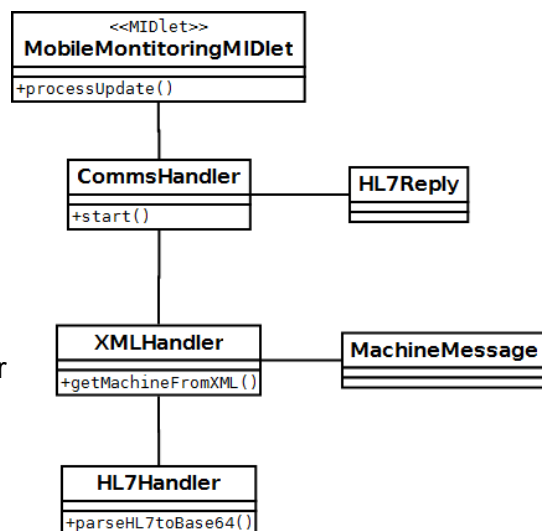 <<MIDlet>>
MobileMontitoringMIDlet
+processUpdate()
CommsHandler
+start()
HL7Reply
XMLHandler
+getMachineFromXML()
MachineMessage
r
HL7Handler
+parseHL7toBase64()